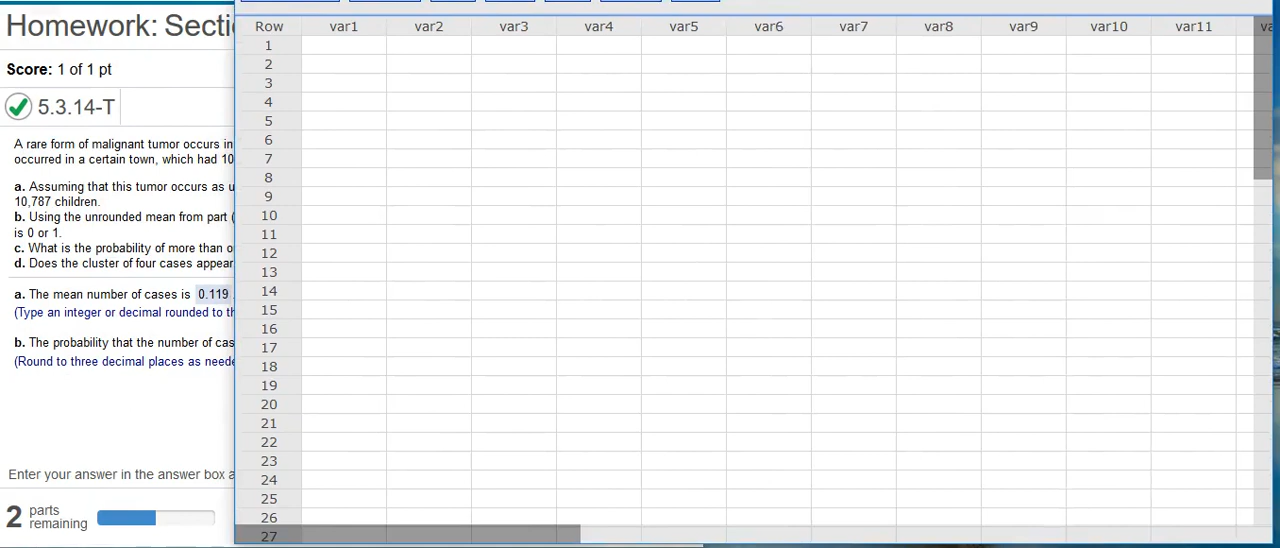 Homework: Secti
Score: 1 of 1 pt
5.3.14-T
A rare form of malignant tumor occurs in
occurred in a certain town, which had 10
a. Assuming that this tumor occurs as u
10,787 children.
b. Using the unrounded mean from part (
is 0 or 1.
c. What is the probability of more than o
d. Does the cluster of four cases appear
a. The mean number of cases is 0.119
(Type an integer or decimal rounded to th
b. The probability that the number of cas
(Round to three decimal places as neede
Enter your answer in the answer box a
2 parts remaining
Row var1 var2 var3 var4 var5 var6 var7 var8 var9 var10 var11 va
1
2
3
4
5
6
7
8
9
10
11
12
13
14
15
16
17
18
19
20
21
22
23
24
25
26
27